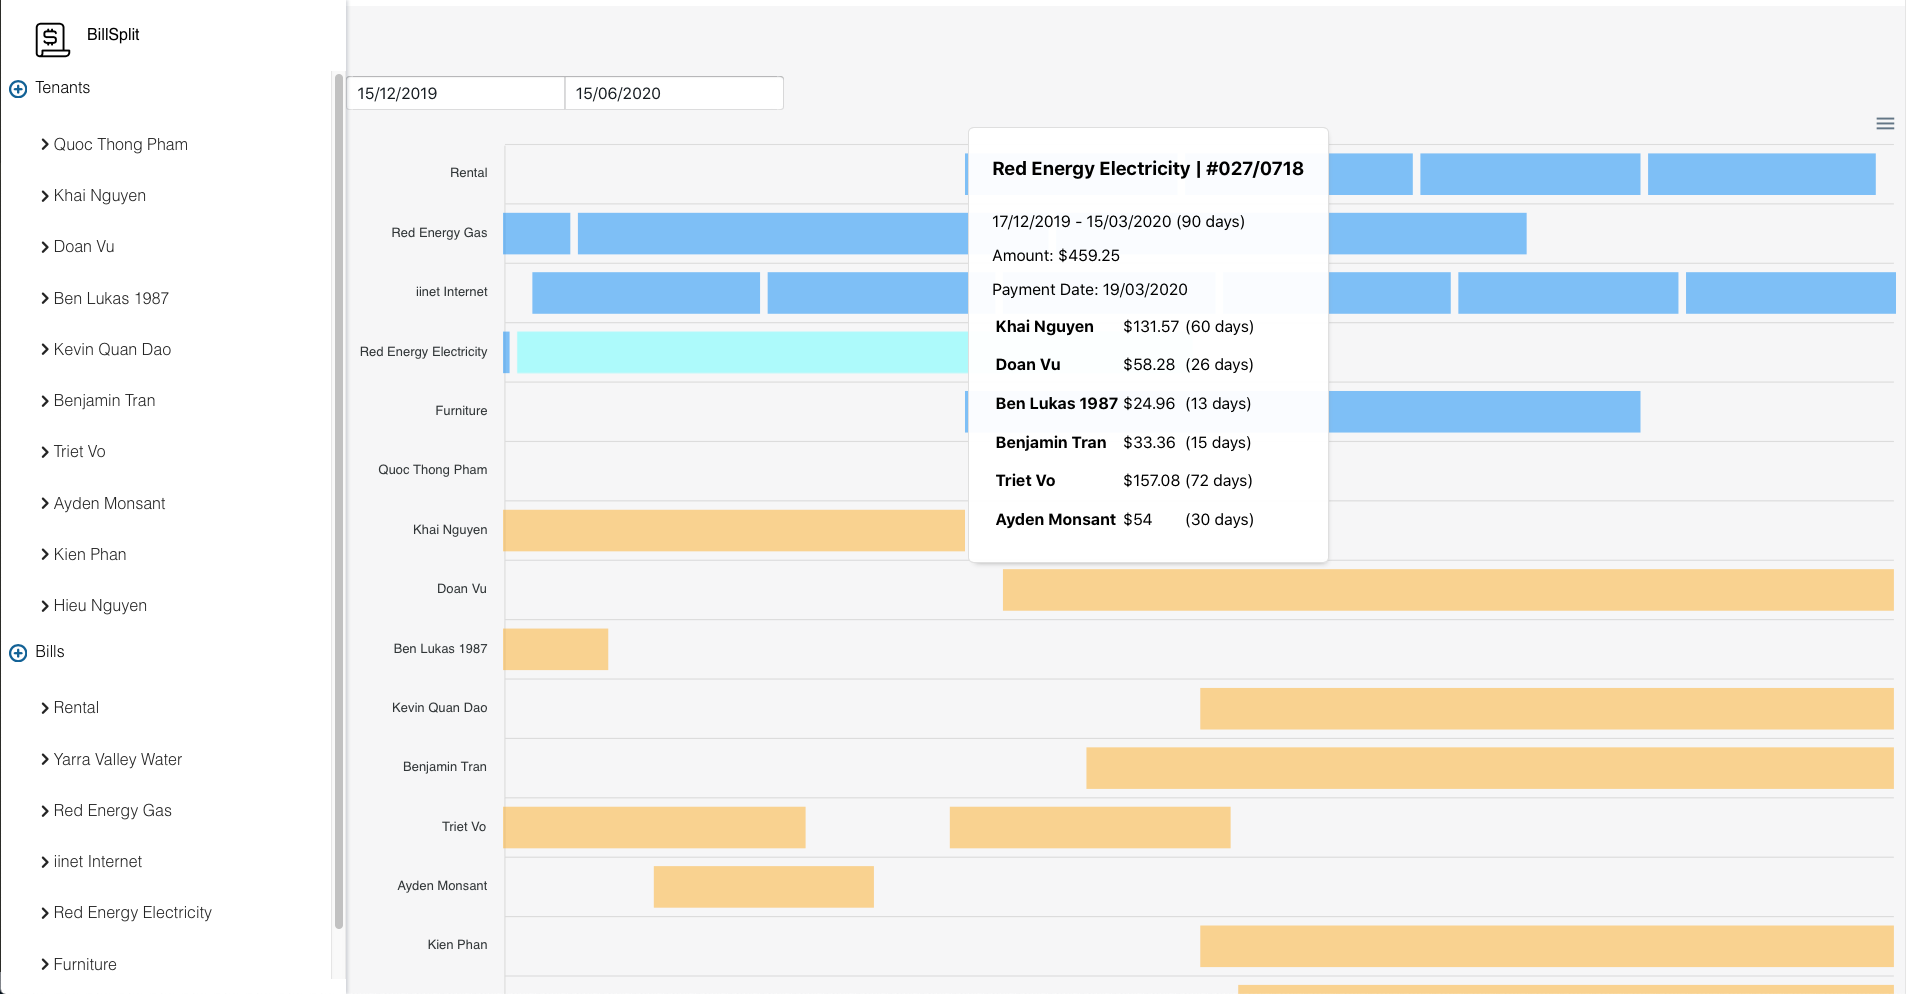 BillSplit
Tenants
Quoc Thong Pham
Khai Nguyen
Doan Vu
Ben Lukas 1987
Kevin Quan Dao
Benjamin Tran
Triet Vo
Ayden Monsant
Kien Phan
Hieu Nguyen
Bills
Rental
Yarra Valley Water
Red Energy Gas
iinet Internet
Red Energy Electricity
Furniture
15/12/2019 15/06/2020
Rental
Red Energy Gas
iinet Internet
Red Energy Electricity
Furniture
Quoc Thong Pham
Khai Nguyen
Doan Vu
Ben Lukas 1987
Kevin Quan Dao
Benjamin Tran
Triet Vo
Ayden Monsant
Kien Phan
Red Energy Electricity | #027/0718
17/12/2019 - 15/03/2020 (90 days)
Amount: $459.25
Payment Date: 19/03/2020
Khai Nguyen $131.57 (60 days)
Doan Vu $58.28 (26 days)
Ben Lukas 1987 $24.96 (13 days)
Benjamin Tran $33.36 (15 days)
Triet Vo $157.08 (72 days)
Ayden Monsant $54 (30 days)